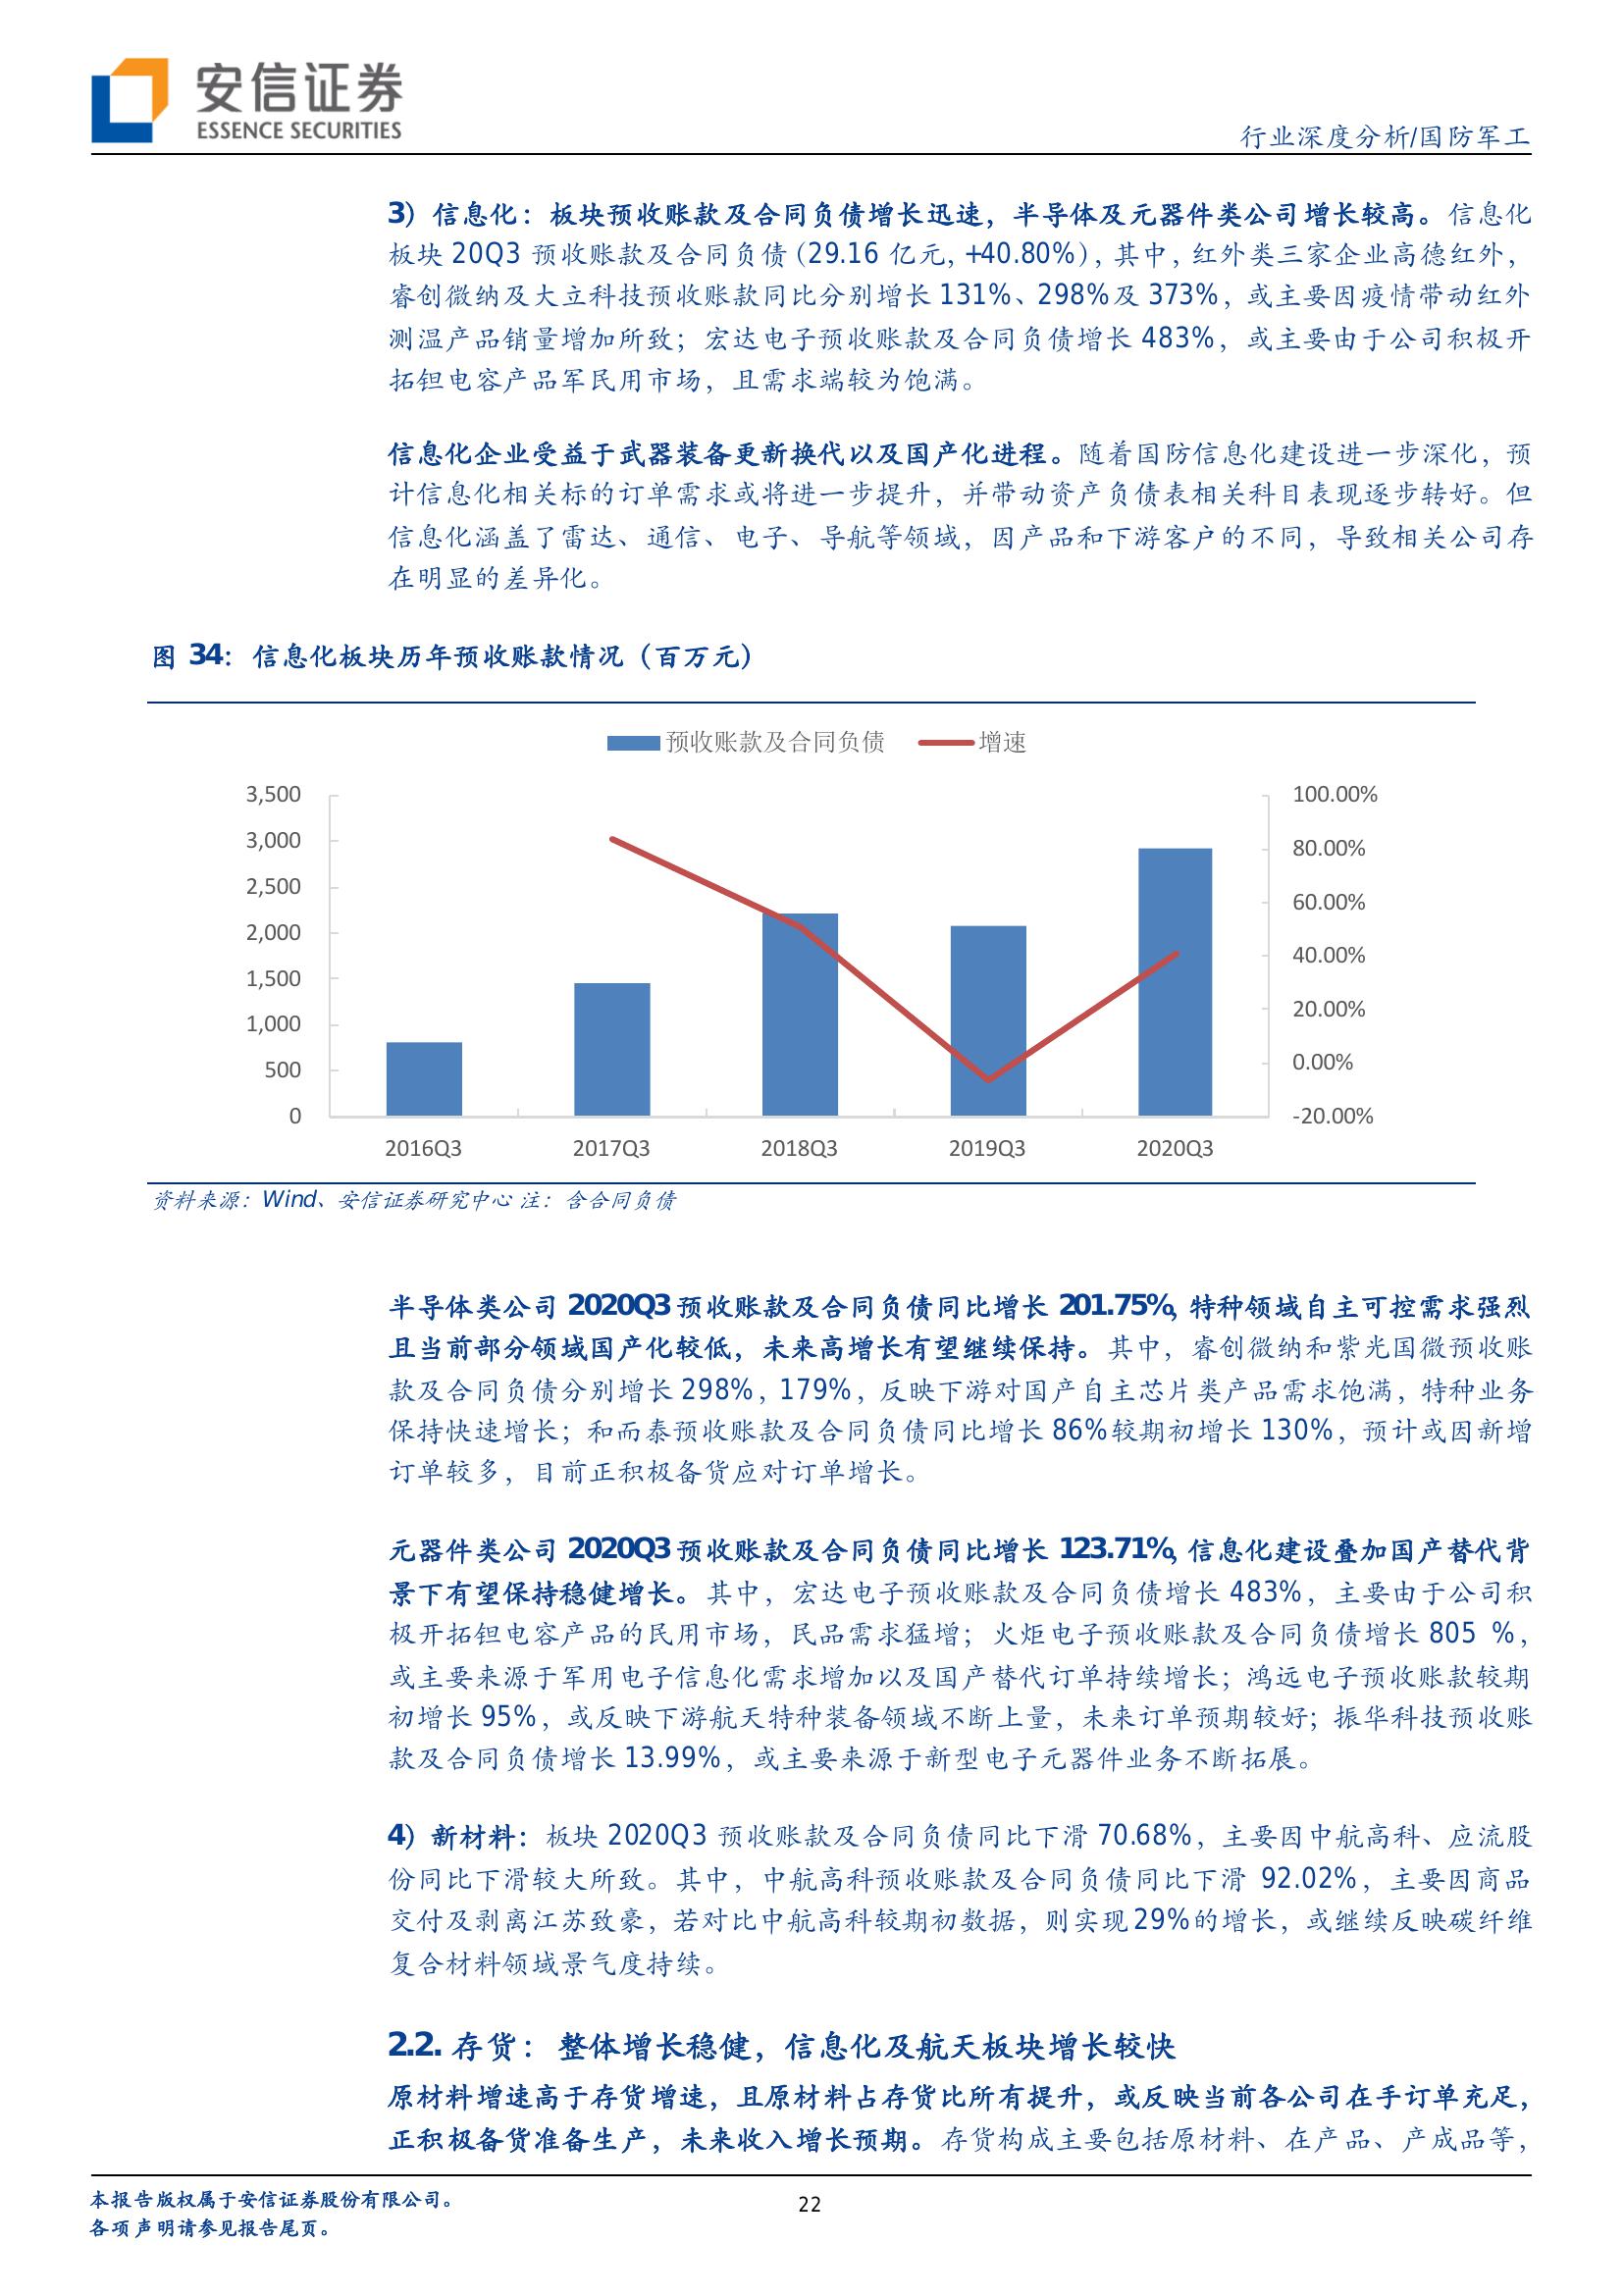 安信证券
ESSENCE SECURITIES
行业深度分析/国防军工
3）信息化：板块预收账款及合同负债增长迅速，半导体及元器件类公司增长较高。信息化
板块 20Q3 预收账款及合同负债（29.16 亿元，+40.80%），其中，红外类三家企业高德红外，
睿创微纳及大立科技预收账款同比分别增长 131%、298%及 373%，或主要因疫情带动红外
测温产品销量增加所致；宏达电子预收账款及合同负债增长 483%，或主要由于公司积极开
拓钽电容产品军民用市场，且需求端较为饱满。
信息化企业受益于武器装备更新换代以及国产化进程。随着国防信息化建设进一步深化，预
计信息化相关标的订单需求或将进一步提升，并带动资产负债表相关科目表现逐步转好。但
信息化涵盖了雷达、通信、电子、导航等领域，因产品和下游客户的不同，导致相关公司存
在明显的差异化。
图 34：信息化板块历年预收账款情况（百万元）
预收账款及合同负债 增速
3,500 100.00%
3,000 80.00%
2,500 60.00%
2,000 40.00%
1,500 20.00%
1,000 0.00%
500 -20.00%
0
2016Q3 2017Q3 2018Q3 2019Q3 2020Q3
资料来源：Wind、安信证券研究中心 注：含合同负债
半导体类公司 2020Q3 预收账款及合同负债同比增长 201.75%，特种领域自主可控需求强烈
且当前部分领域国产化较低，未来高增长有望继续保持。其中，睿创微纳和紫光国微预收账
款及合同负债分别增长 298%，179%，反映下游对国产自主芯片类产品需求饱满，特种业务
保持快速增长；和而泰预收账款及合同负债同比增长 86%较期初增长 130%，预计或因新增
订单较多，目前正积极备货应对订单增长。
元器件类公司 2020Q3 预收账款及合同负债同比增长 123.71%，信息化建设叠加国产替代背
景下有望保持稳健增长。其中，宏达电子预收账款及合同负债增长 483%，主要由于公司积
极开拓钽电容产品的民用市场，民品需求猛增；火炬电子预收账款及合同负债增长 805 %，
或主要来源于军用电子信息化需求增加以及国产替代订单持续增长；鸿远电子预收账款较期
初增长 95%，或反映下游航天特种装备领域不断上量，未来订单预期较好；振华科技预收账
款及合同负债增长 13.99%，或主要来源于新型电子元器件业务不断拓展。
4）新材料：板块 2020Q3 预收账款及合同负债同比下滑 70.68%，主要因中航高科、应流股
份同比下滑较大所致。其中，中航高科预收账款及合同负债同比下滑 92.02%，主要因商品
交付及剥离江苏致豪，若对比中航高科较期初数据，则实现 29%的增长，或继续反映碳纤维
复合材料领域景气度持续。
2.2. 存货：整体增长稳健，信息化及航天板块增长较快
原材料增速高于存货增速，且原材料占存货比所有提升，或反映当前各公司在手订单充足，
正积极备货准备生产，未来收入增长预期。存货构成主要包括原材料、在产品、产成品等，
本报告版权属于安信证券股份有限公司。
各项声明请参见报告尾页。
22